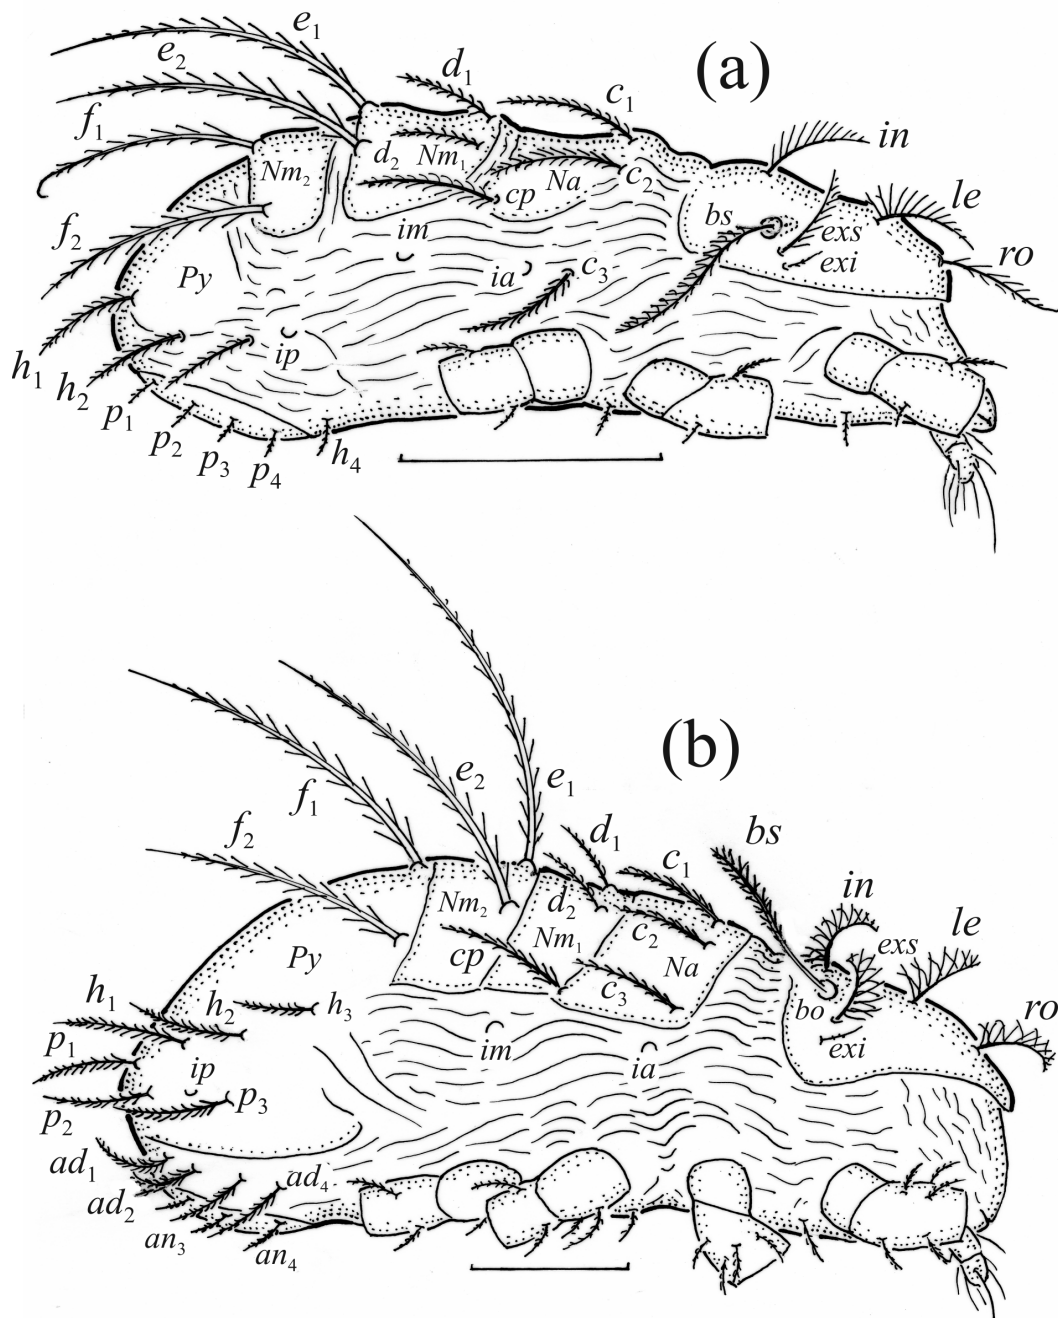 (a)
e1
e2
d1
c1
in
f1
d2
Nm1
Nm2
c2
Na
cp
le
bs
exs
f2
im
exi
ro
Py
ia
c3
h1
h2
ip
p1
p2
p3
p4
h4
(b)
e2
e1
f1
bs
f2
d1
c1
in
Nm2
d2
exs
le
c2
Nm1
Py
cp
Na
h1
h2
h3
c3
bo
ro
p1
im
ia
exi
ip
p2
p3
ad1
ad4
ad2
an3
an4